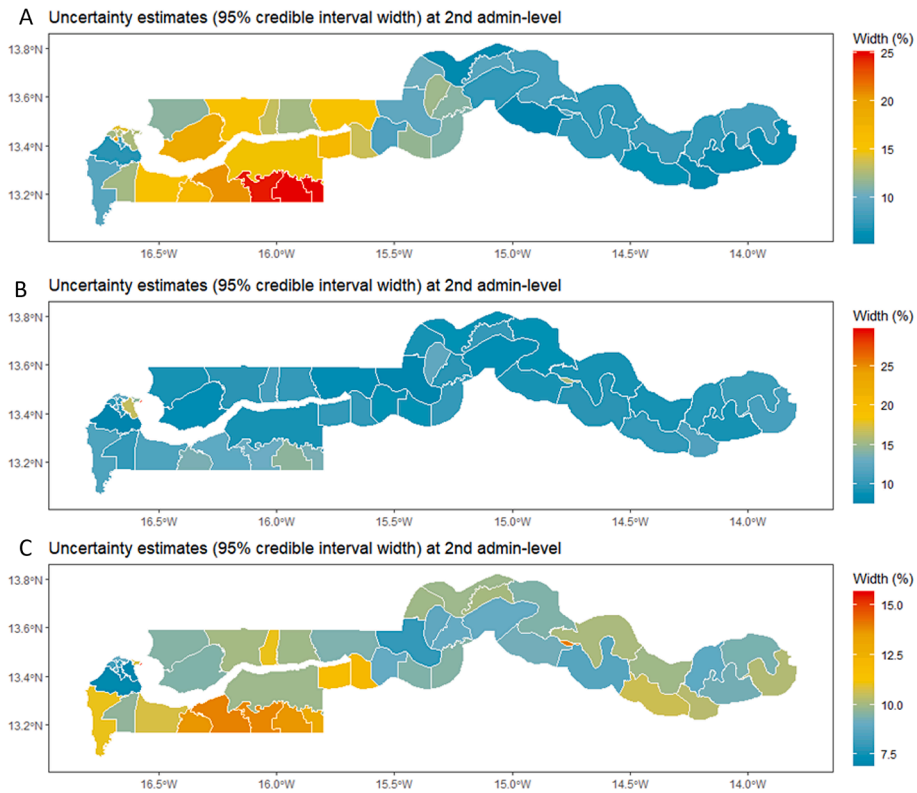 A Uncertainty estimates (95% credible interval width) at 2nd admin-level
Width (%)
13.8°N
13.6°N
13.4°N
13.2°N
25
20
15
10
16.5°W 16.0°W 15.5°W 15.0°W 14.5°W 14.0°W
B Uncertainty estimates (95% credible interval width) at 2nd admin-level
Width (%)
13.8°N
13.6°N
13.4°N
13.2°N
25
20
15
10
16.5°W 16.0°W 15.5°W 15.0°W 14.5°W 14.0°W
C Uncertainty estimates (95% credible interval width) at 2nd admin-level
Width (%)
13.8°N
13.6°N
13.4°N
13.2°N
15.0
12.5
10.0
7.5
16.5°W 16.0°W 15.5°W 15.0°W 14.5°W 14.0°W